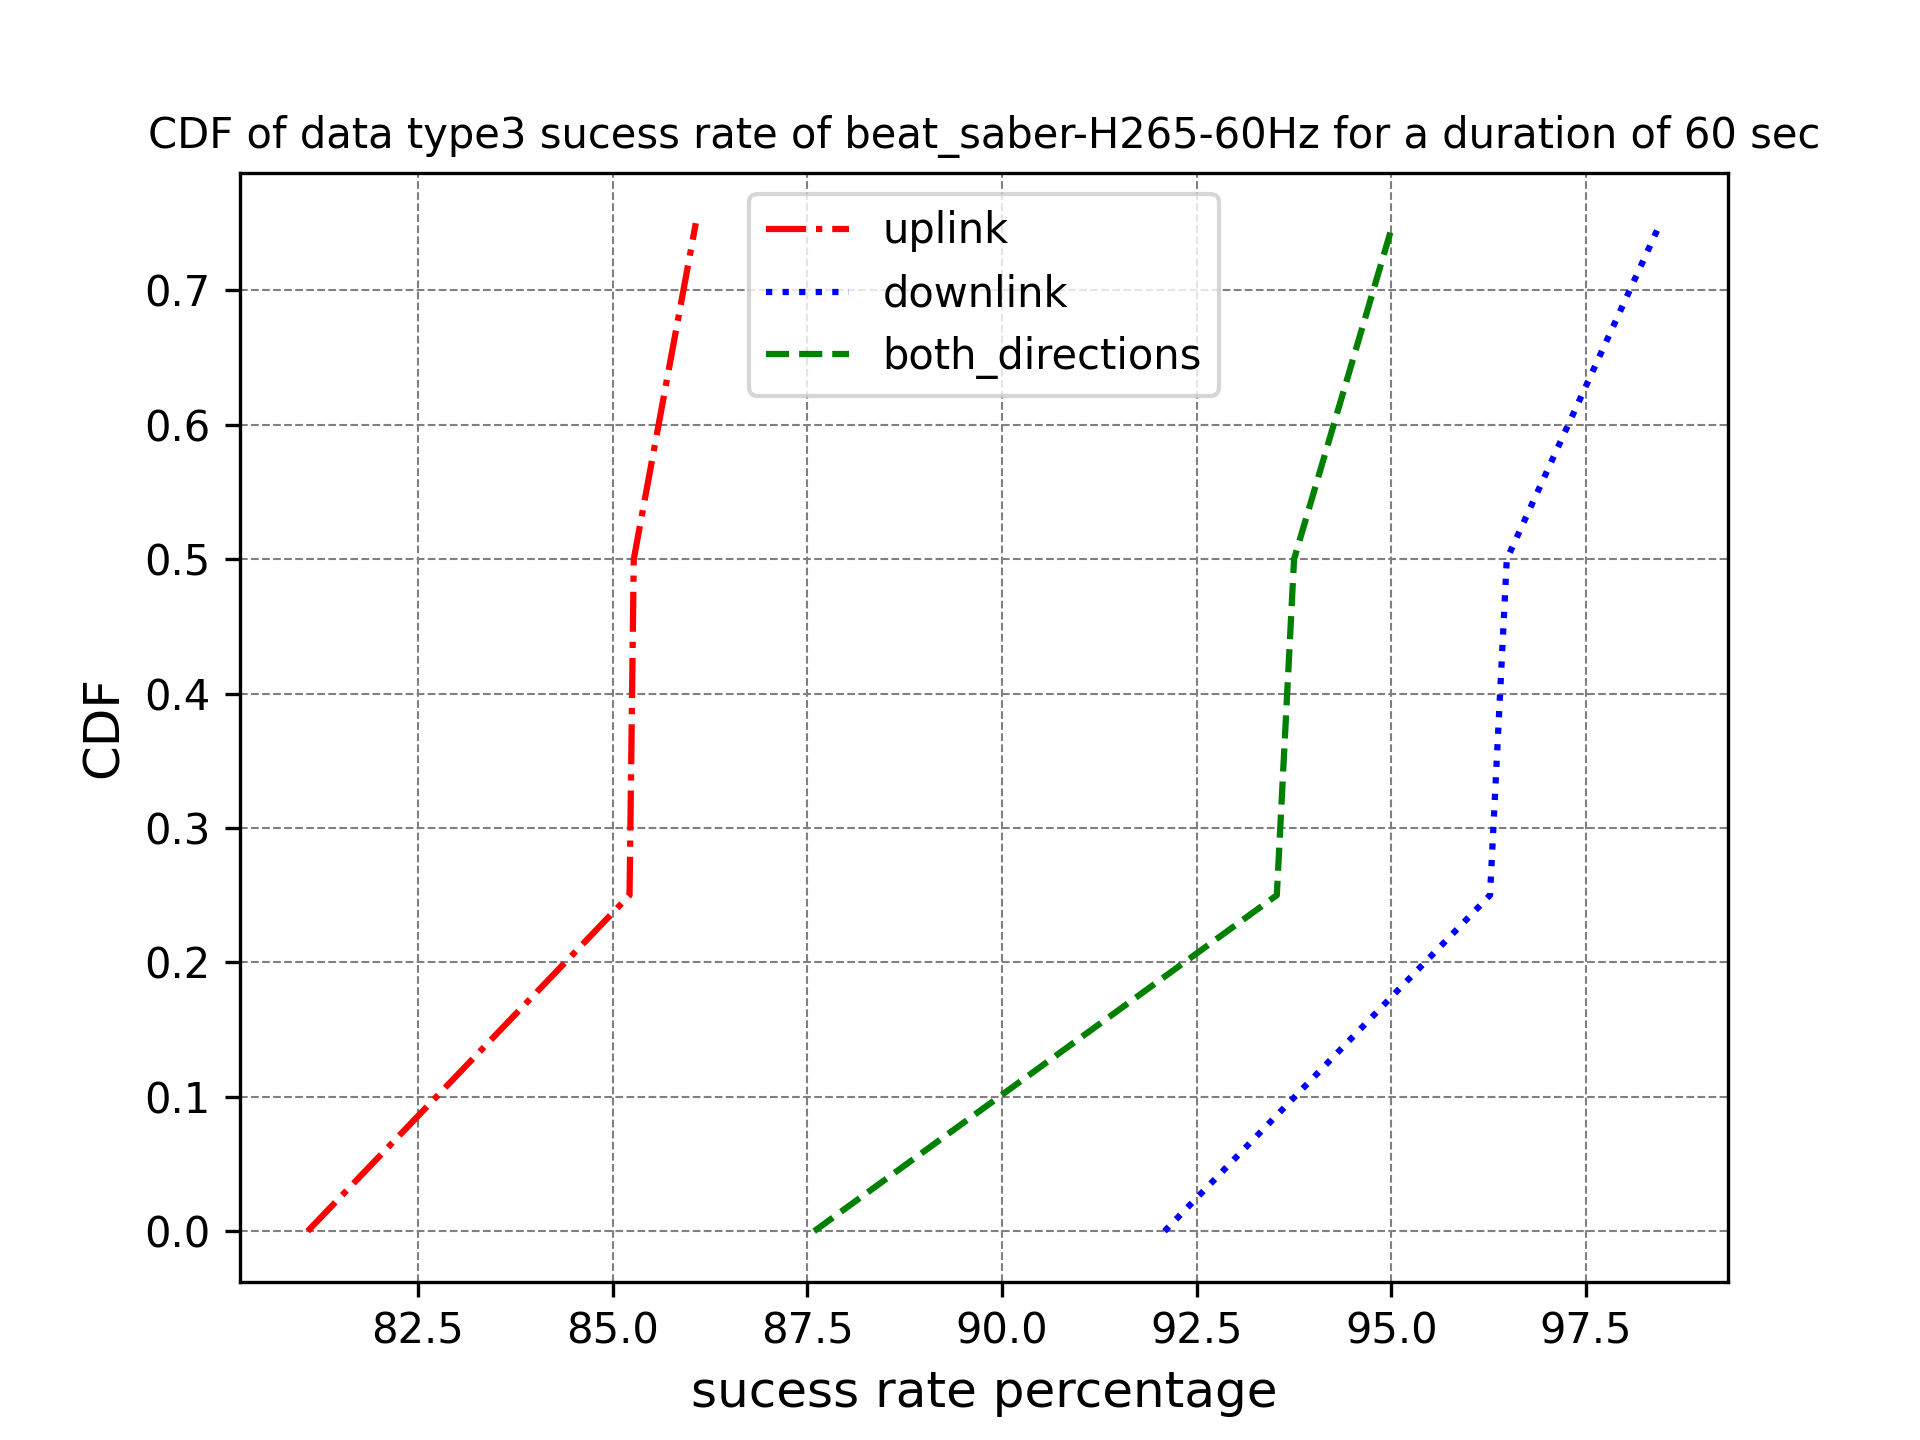 CDF of data type3 sucess rate of beat_saber-H265-60Hz for a duration of 60 sec
uplink
downlink
both_directions
CDF
0.7
0.6
0.5
0.4
0.3
0.2
0.1
0.0
82.5 85.0 87.5 90.0 92.5 95.0 97.5
sucess rate percentage